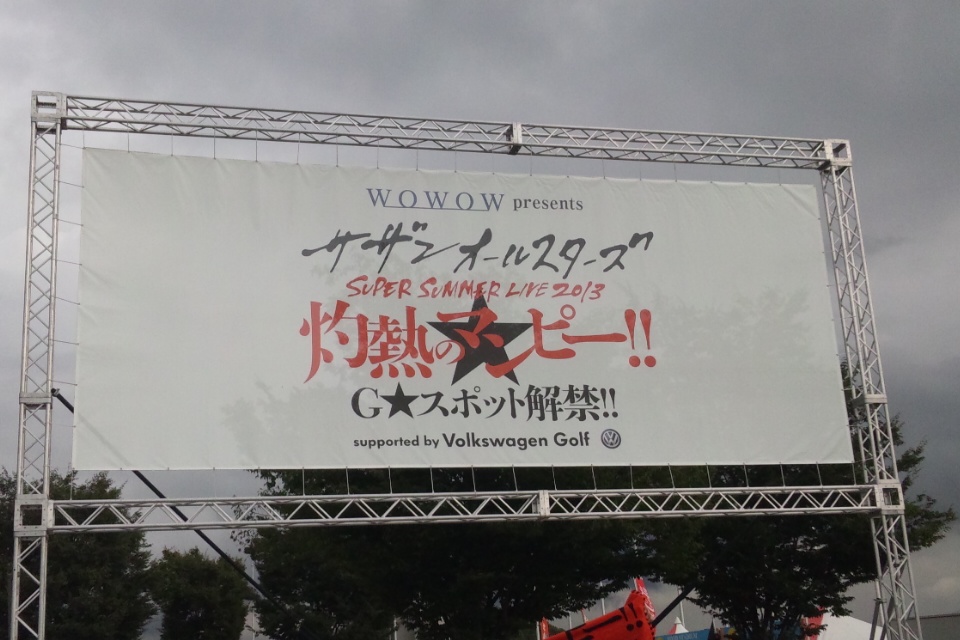 WOWOW presents
サザンオールスターズ
SUPER SUMMER LIVE 2013
灼熱のマンピー!!
G★スポット解禁!!
supported by Volkswagen Golf